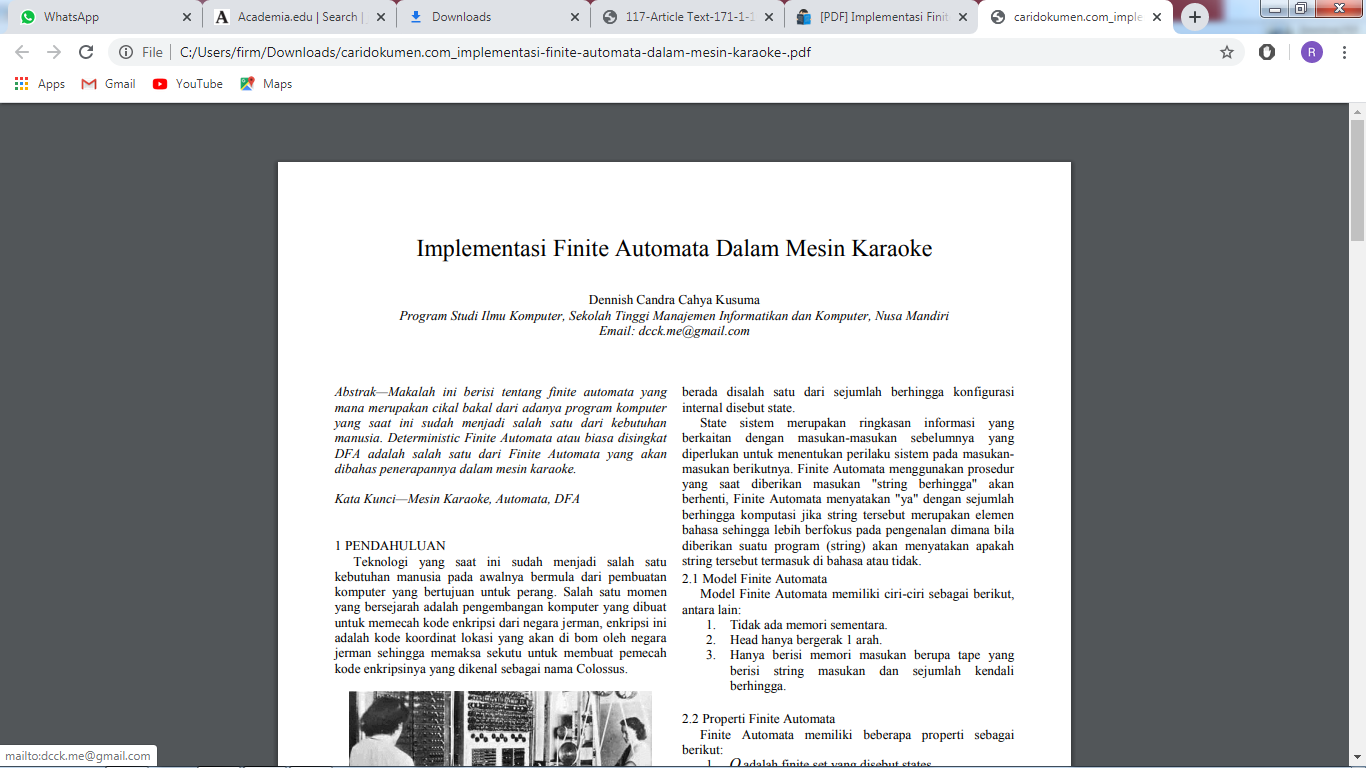 WhatsApp
Academia.edu | Search |
Downloads
117-Article Text-171-1-1
[PDF] Implementasi Finit
caridokumen.com_imple
File
C:/Users/firm/Downloads/caridokumen.com_implementasi-finite-automata-dalam-mesin-karaoke-.pdf
R
Apps
Gmail
YouTube
Maps
Implementasi Finite Automata Dalam Mesin Karaoke
Dennish Candra Cahya Kusuma
Program Studi Ilmu Komputer, Sekolah Tinggi Manajemen Informatikan dan Komputer, Nusa Mandiri
Email: dcck.me@gmail.com
Abstrak—Makalah ini berisi tentang finite automata yang
mana merupakan cikal bakal dari adanya program komputer
yang saat ini sudah menjadi salah satu dari kebutuhan
manusia. Deterministic Finite Automata atau biasa disingkat
DFA adalah salah satu dari Finite Automata yang akan
dibahas penerapannya dalam mesin karaoke.
Kata Kunci—Mesin Karaoke, Automata, DFA
1 PENDAHULUAN
Teknologi yang saat ini sudah menjadi salah satu
kebutuhan manusia pada awalnya bermula dari pembuatan
komputer yang bertujuan untuk perang. Salah satu momen
yang bersejarah adalah pengembangan komputer yang dibuat
untuk memecah kode enkripsi dari negara jerman, enkripsi ini
adalah kode koordinat lokasi yang akan di bom oleh negara
jerman sehingga memaksa sekutu untuk membuat pemecah
kode enkripsinya yang dikenal sebagai nama Colossus.
berada disalah satu dari sejumlah berhingga konfigurasi
internal disebut state.
State sistem merupakan ringkasan informasi yang
berkaitan dengan masukan-masukan sebelumnya yang
diperlukan untuk menentukan perilaku sistem pada masukan-
masukan berikutnya. Finite Automata menggunakan prosedur
yang saat diberikan masukan "string berhingga" akan
berhenti, Finite Automata menyatakan "ya" dengan sejumlah
berhingga komputasi jika string tersebut merupakan elemen
bahasa sehingga lebih berfokus pada pengenalan dimana bila
diberikan suatu program (string) akan menyatakan apakah
string tersebut termasuk di bahasa atau tidak.
2.1 Model Finite Automata
Model Finite Automata memiliki ciri-ciri sebagai berikut,
antara lain:
1. Tidak ada memori sementara.
2. Head hanya bergerak 1 arah.
3. Hanya berisi memori masukan berupa tape yang
berisi string masukan dan sejumlah kendali
berhingga.
2.2 Properti Finite Automata
Finite Automata memiliki beberapa properti sebagai
berikut:
1. Q adalah finite set yang disebut states
mailto:dcck.me@gmail.com